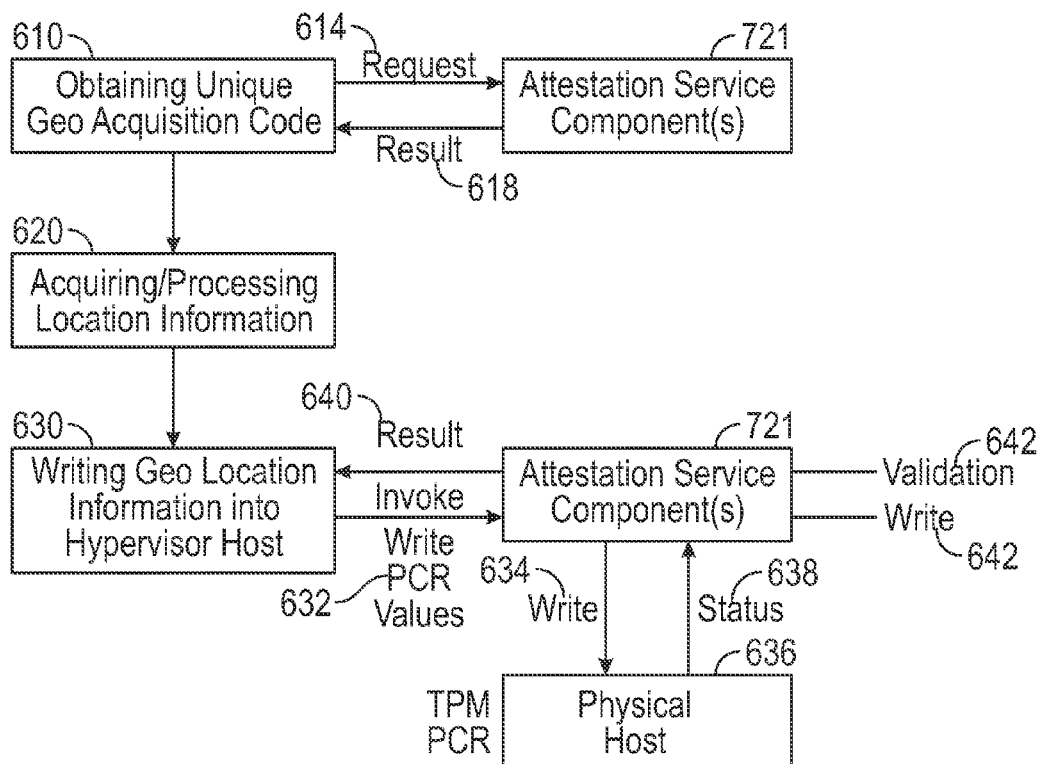 610
614
721
Obtaining Unique
Geo Acquisition Code
Request
Attestation Service
Component(s)
Result
618
620
Acquiring/Processing
Location Information
640
630
Result
721
642
Writing Geo Location
Information into
Hypervisor Host
Invoke
Attestation Service
Component(s)
Validation
Write
642
Write
PCR
Values
632
634
Write
638
Status
636
TPM
PCR
Physical
Host